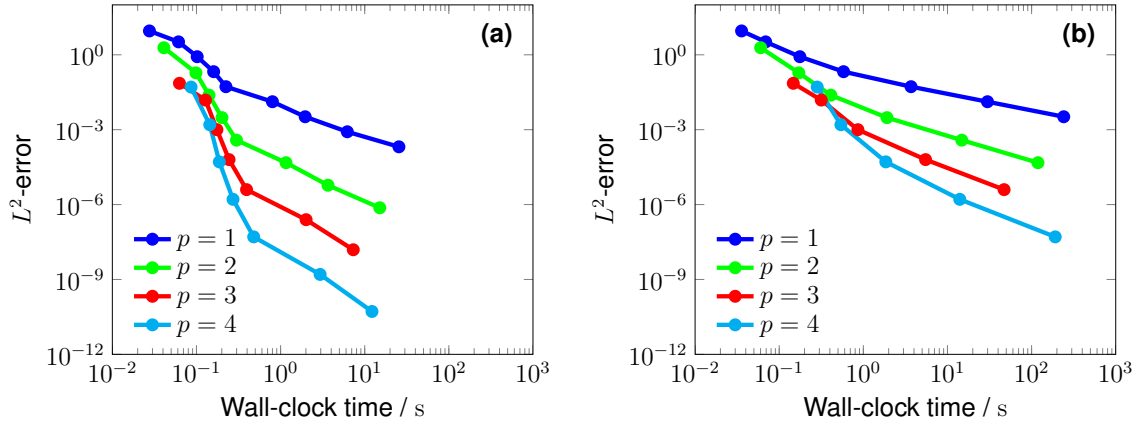 (a)
10^0
10^−3
10^−6
10^−9
10^−12
L^2-error
p = 1
p = 2
p = 3
p = 4
10^−2 10^−1 10^0 10^1 10^2 10^3
Wall-clock time / s
(b)
10^0
10^−3
10^−6
10^−9
10^−12
L^2-error
p = 1
p = 2
p = 3
p = 4
10^−2 10^−1 10^0 10^1 10^2 10^3
Wall-clock time / s